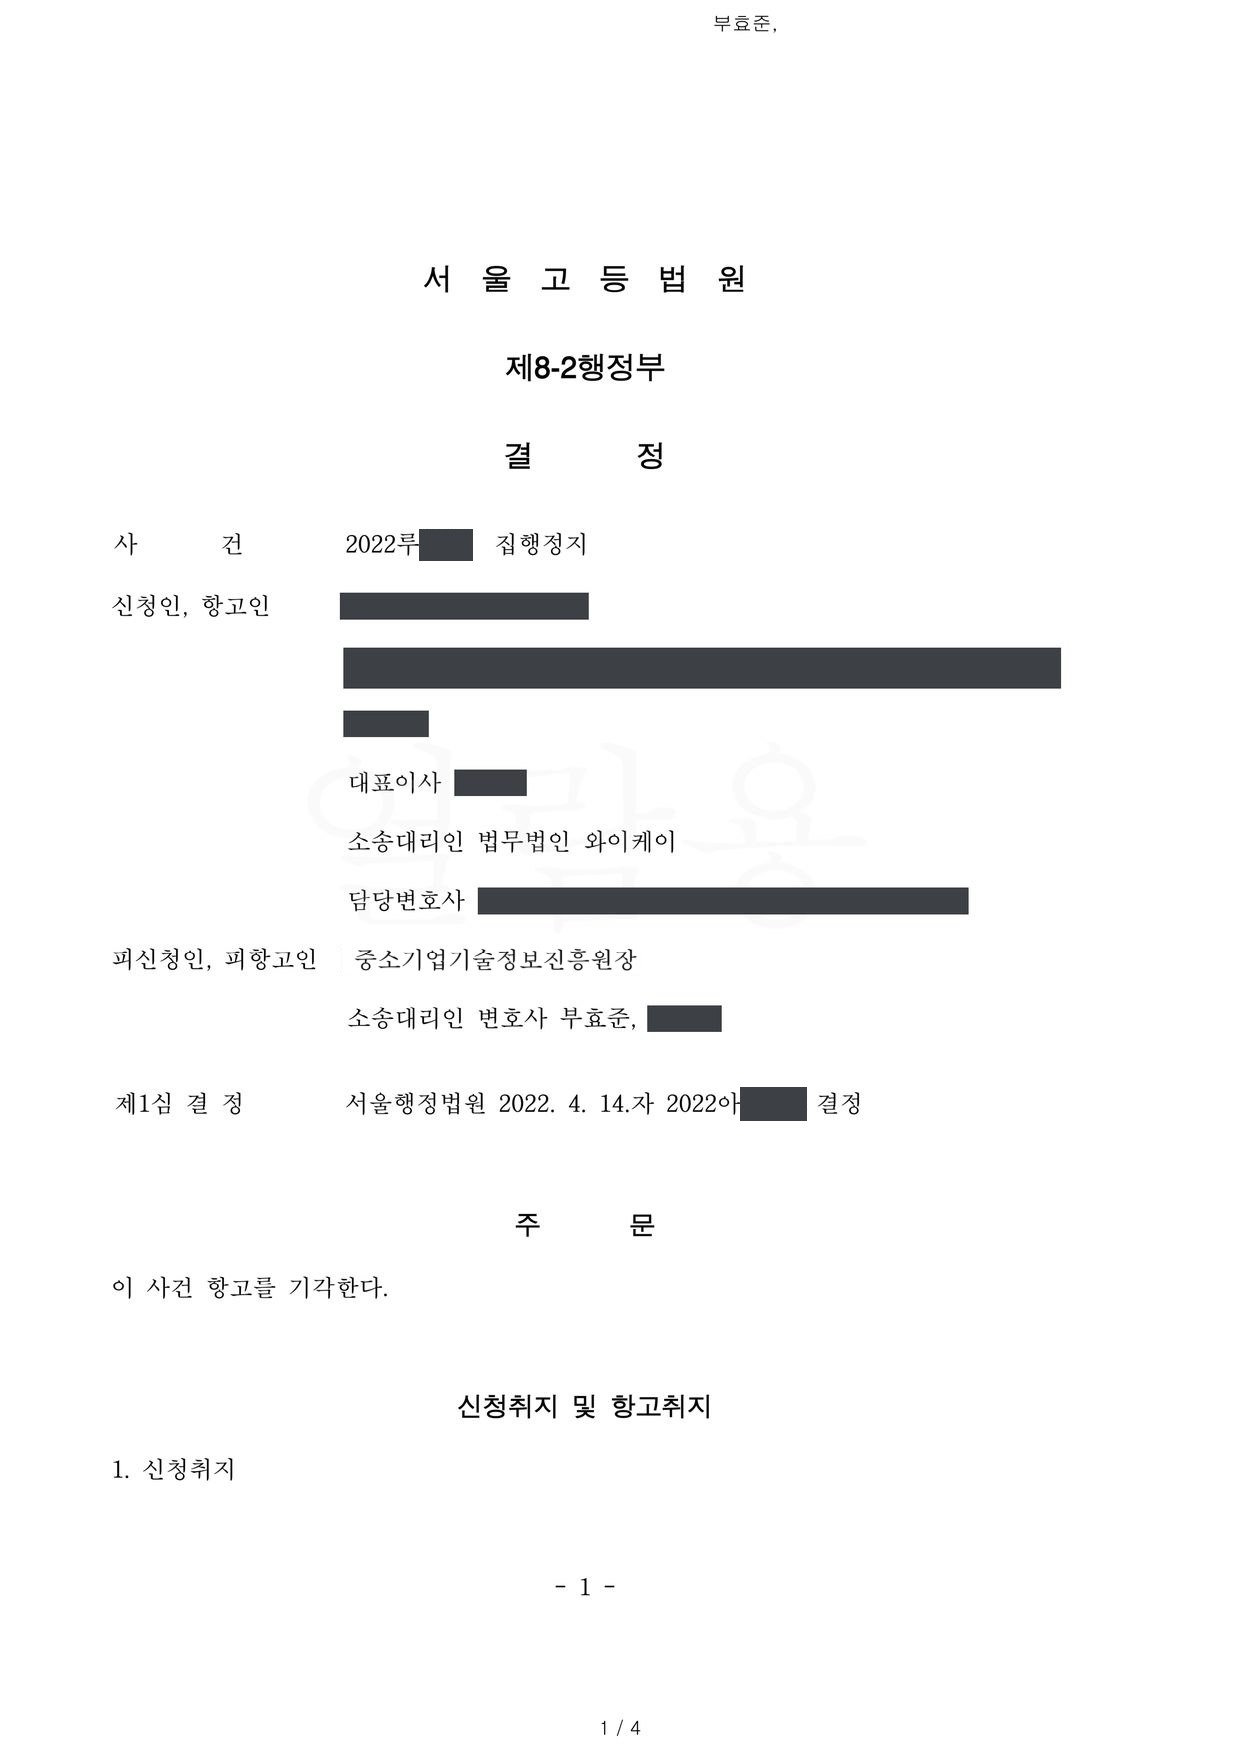 부효준,
서 울 고 등 법 원
제8-2행정부
결 정
사 건 2022루 집행정지
신청인, 항고인
대표이사
소송대리인 법무법인 와이케이
담당변호사
피신청인, 피항고인 중소기업기술정보진흥원장
소송대리인 변호사 부효준,
제1심 결 정 서울행정법원 2022. 4. 14.자 2022아 결정
주 문
이 사건 항고를 기각한다.
신청취지 및 항고취지
1. 신청취지
- 1 -
1 / 4
열람용